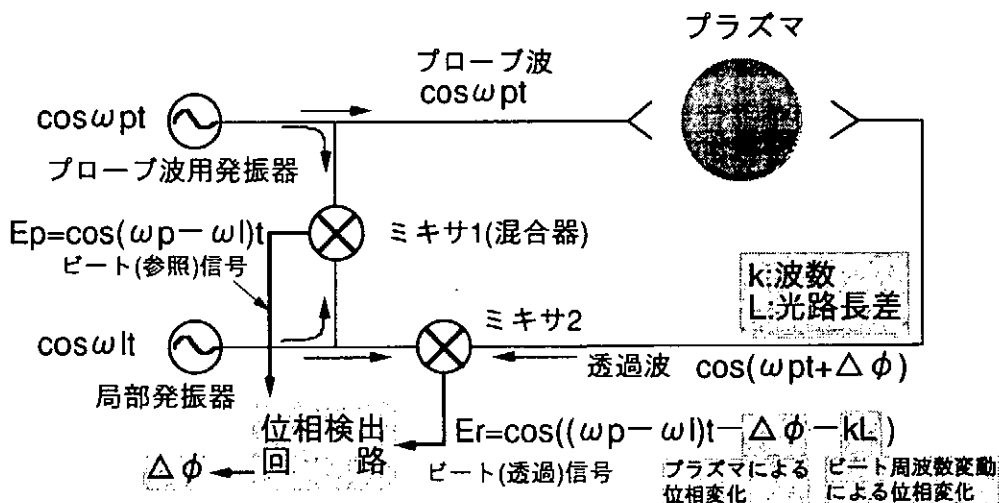 プラズマ
プローブ波
cosωpt
cosωpt
プローブ波用発振器
Ep=cos(ωp−ωl)t
ビート(参照)信号
ミキサ1(混合器)
k:波数
L:光路長差
ミキサ2
cosωlt
局部発振器
透過波
cos(ωpt+△φ)
位相検出
回 路
Er=cos((ωp−ωl)t−△φ−kL)
ビート(透過)信号
プラズマによる
位相変化
ビート周波数変動
による位相変化
△φ